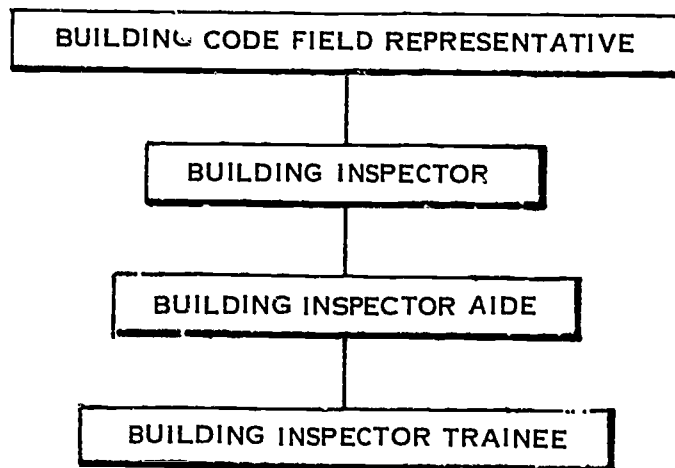 BUILDING CODE FIELD REPRESENTATIVE
BUILDING INSPECTOR
BUILDING INSPECTOR AIDE
BUILDING INSPECTOR TRAINEE